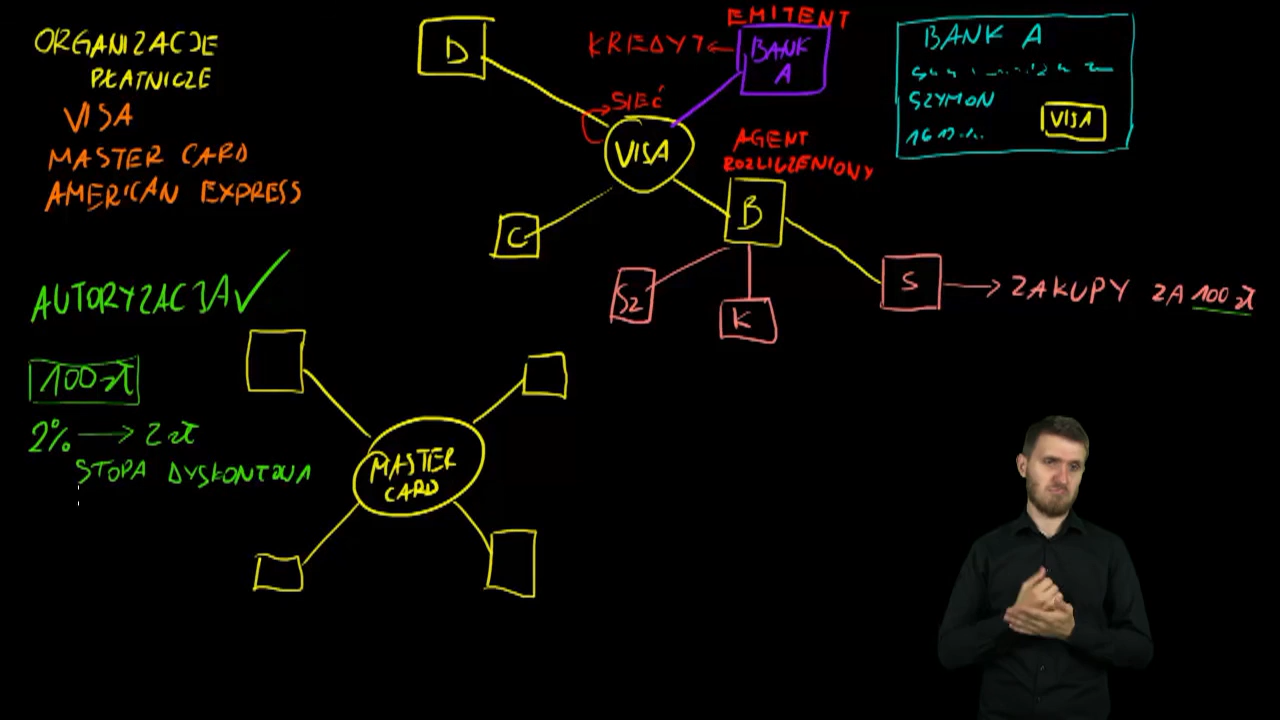 ORGANIZACJE
PŁATNICZE
VISA
MASTER CARD
AMERICAN EXPRESS
AUTORYZACJA
100 zł
2% → 2 zł
STOPA DYSKONTOWA
D
EMITENT
KREDYT
BANK
A
SIEĆ
VISA
AGENT
ROZLICZENIOWY
B
C
SZ
K
S
ZAKUPY ZA 100 zł
BANK A
SZYMON
VISA
MASTER
CARD